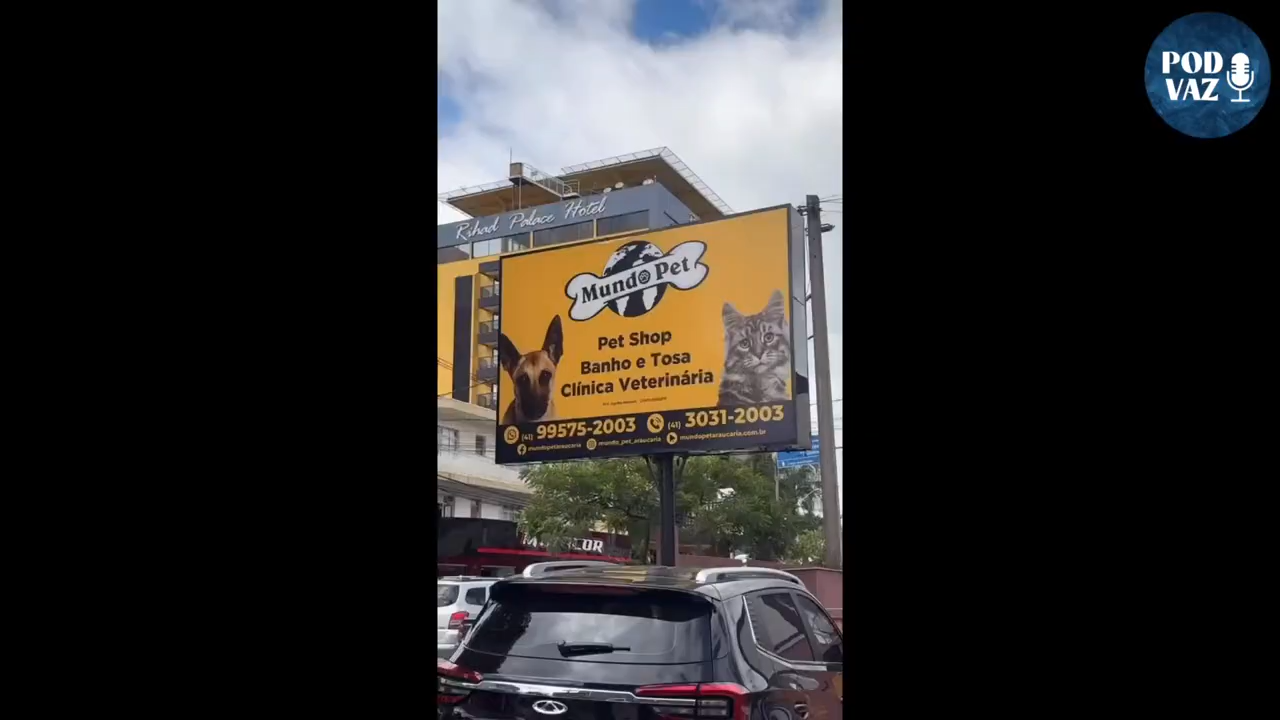 POD
VAZ
Rihad Palace Hotel
Mundo Pet
Pet Shop
Banho e Tosa
Clínica Veterinária
(41) 99575-2003
(41) 3031-2003
mundopetaraucaria
mundo_pet_araucaria
mundopetaraucaria.com.br